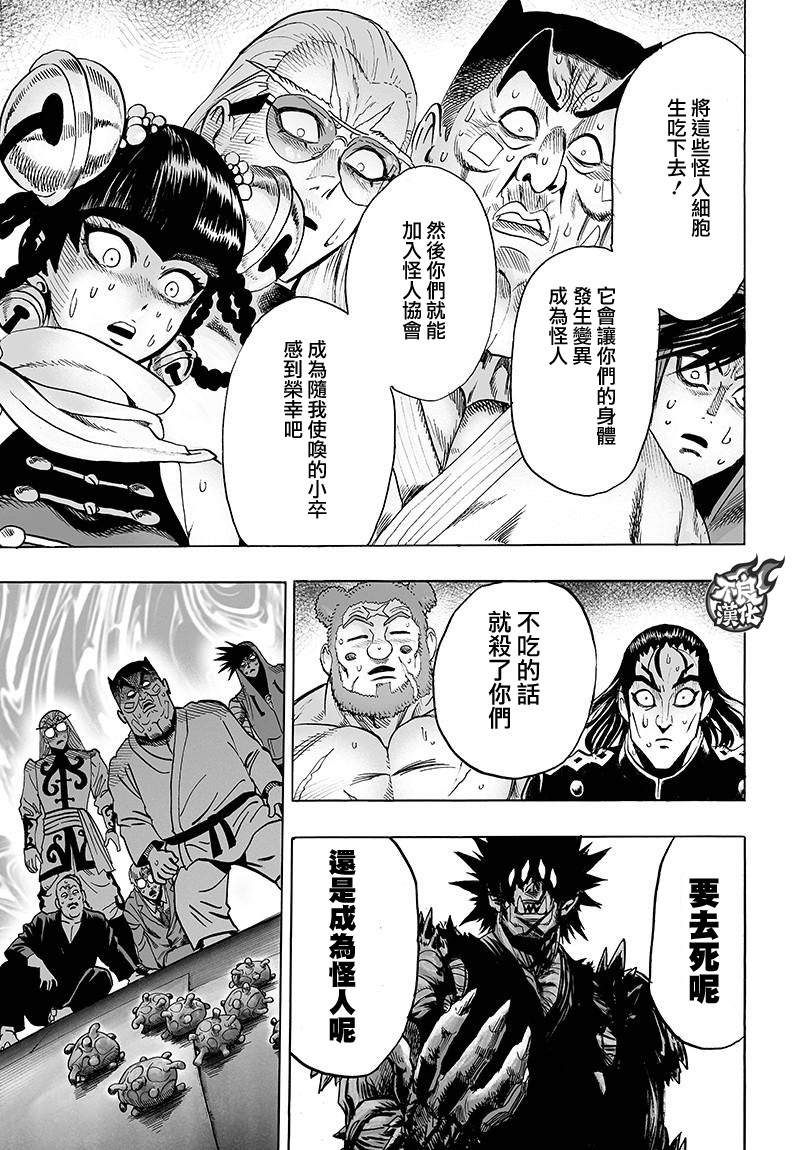 將這些怪人細胞
生吃下去！
它會讓你們的身體
發生變異
成為怪人
然後你們就能
加入怪人協會
成為隨我使喚的小卒
感到榮幸吧
不吃的話
就殺了你們
要去死呢
還是成為怪人呢
漢化